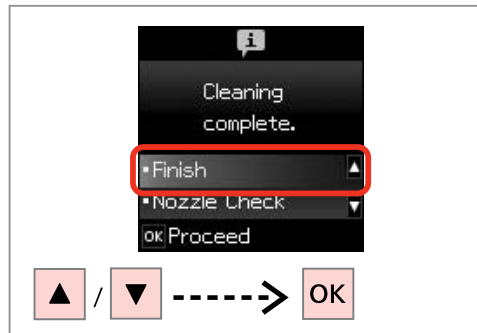 i
Cleaning
complete.
▪Finish ▲
▪Nozzle Check ▼
OK Proceed
▲ / ▼ ------> OK